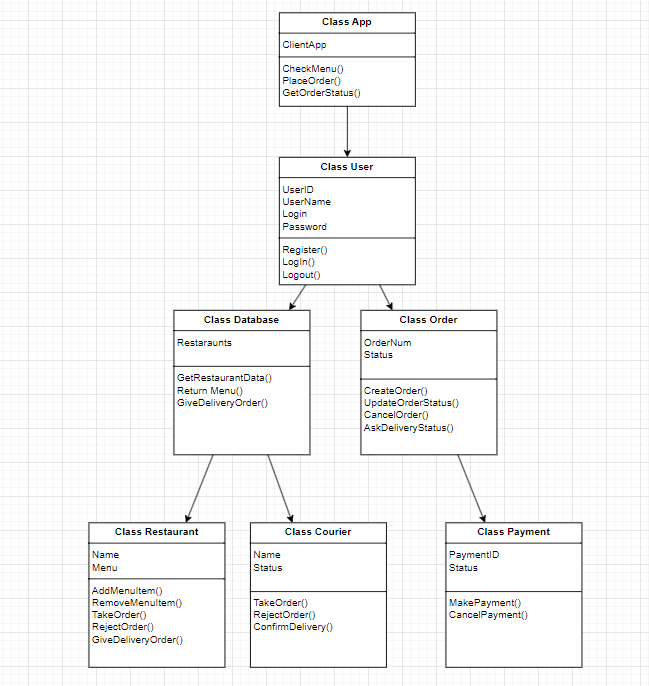 Class App
ClientApp
CheckMenu()
PlaceOrder()
GetOrderStatus()
Class User
UserID
UserName
Login
Password
Register()
LogIn()
Logout()
Class Database
Restaraunts
GetRestaurantData()
Return Menu()
GiveDeliveryOrder()
Class Order
OrderNum
Status
CreateOrder()
UpdateOrderStatus()
CancelOrder()
AskDeliveryStatus()
Class Restaurant
Name
Menu
AddMenuItem()
RemoveMenuItem()
TakeOrder()
RejectOrder()
GiveDeliveryOrder()
Class Courier
Name
Status
TakeOrder()
RejectOrder()
ConfirmDelivery()
Class Payment
PaymentID
Status
MakePayment()
CancelPayment()